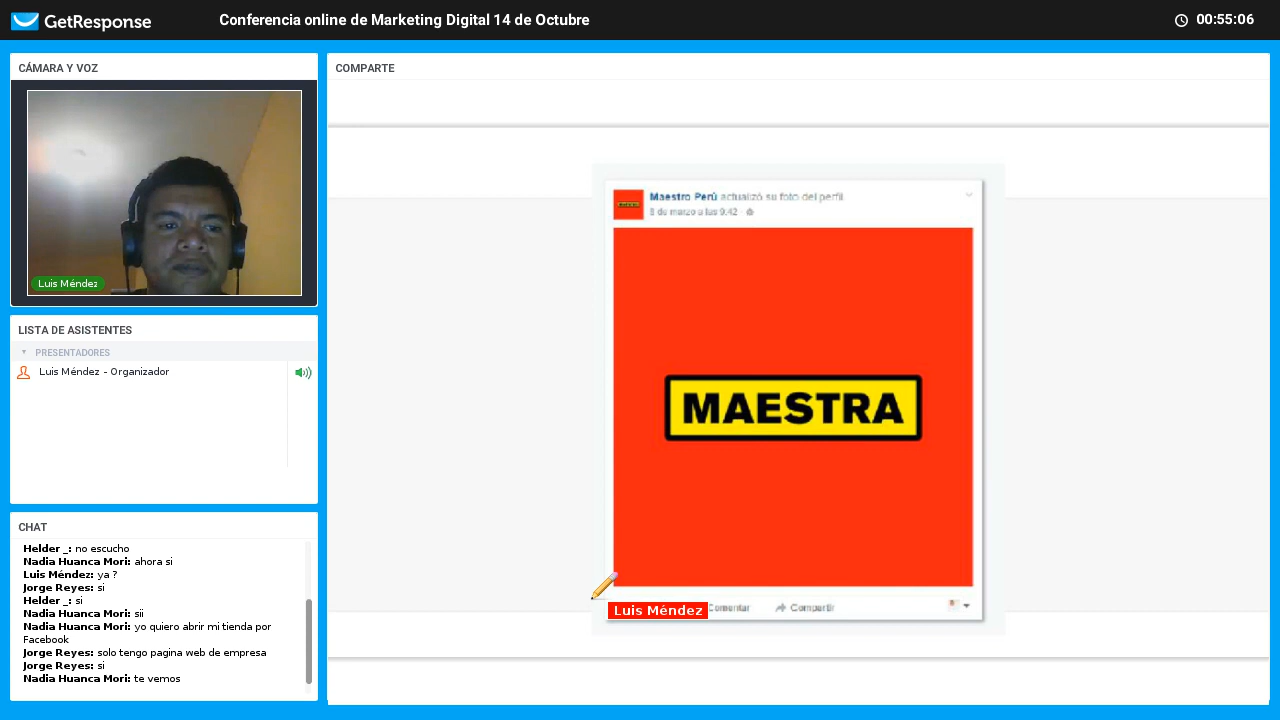 GetResponse
Conferencia online de Marketing Digital 14 de Octubre
00:55:06
CÁMARA Y VOZ
Luis Méndez
LISTA DE ASISTENTES
PRESENTADORES
Luis Méndez - Organizador
CHAT
Helder _: no escucho
Nadia Huanca Mori: ahora si
Luis Méndez: ya ?
Jorge Reyes: si
Helder _: si
Nadia Huanca Mori: sii
Nadia Huanca Mori: yo quiero abrir mi tienda por
Facebook
Jorge Reyes: solo tengo pagina web de empresa
Jorge Reyes: si
Nadia Huanca Mori: te vemos
COMPARTE
Maestro Perú actualizó su foto del perfil.
8 de marzo a las 9:42
MAESTRA
Luis Méndez
Comentar
Compartir